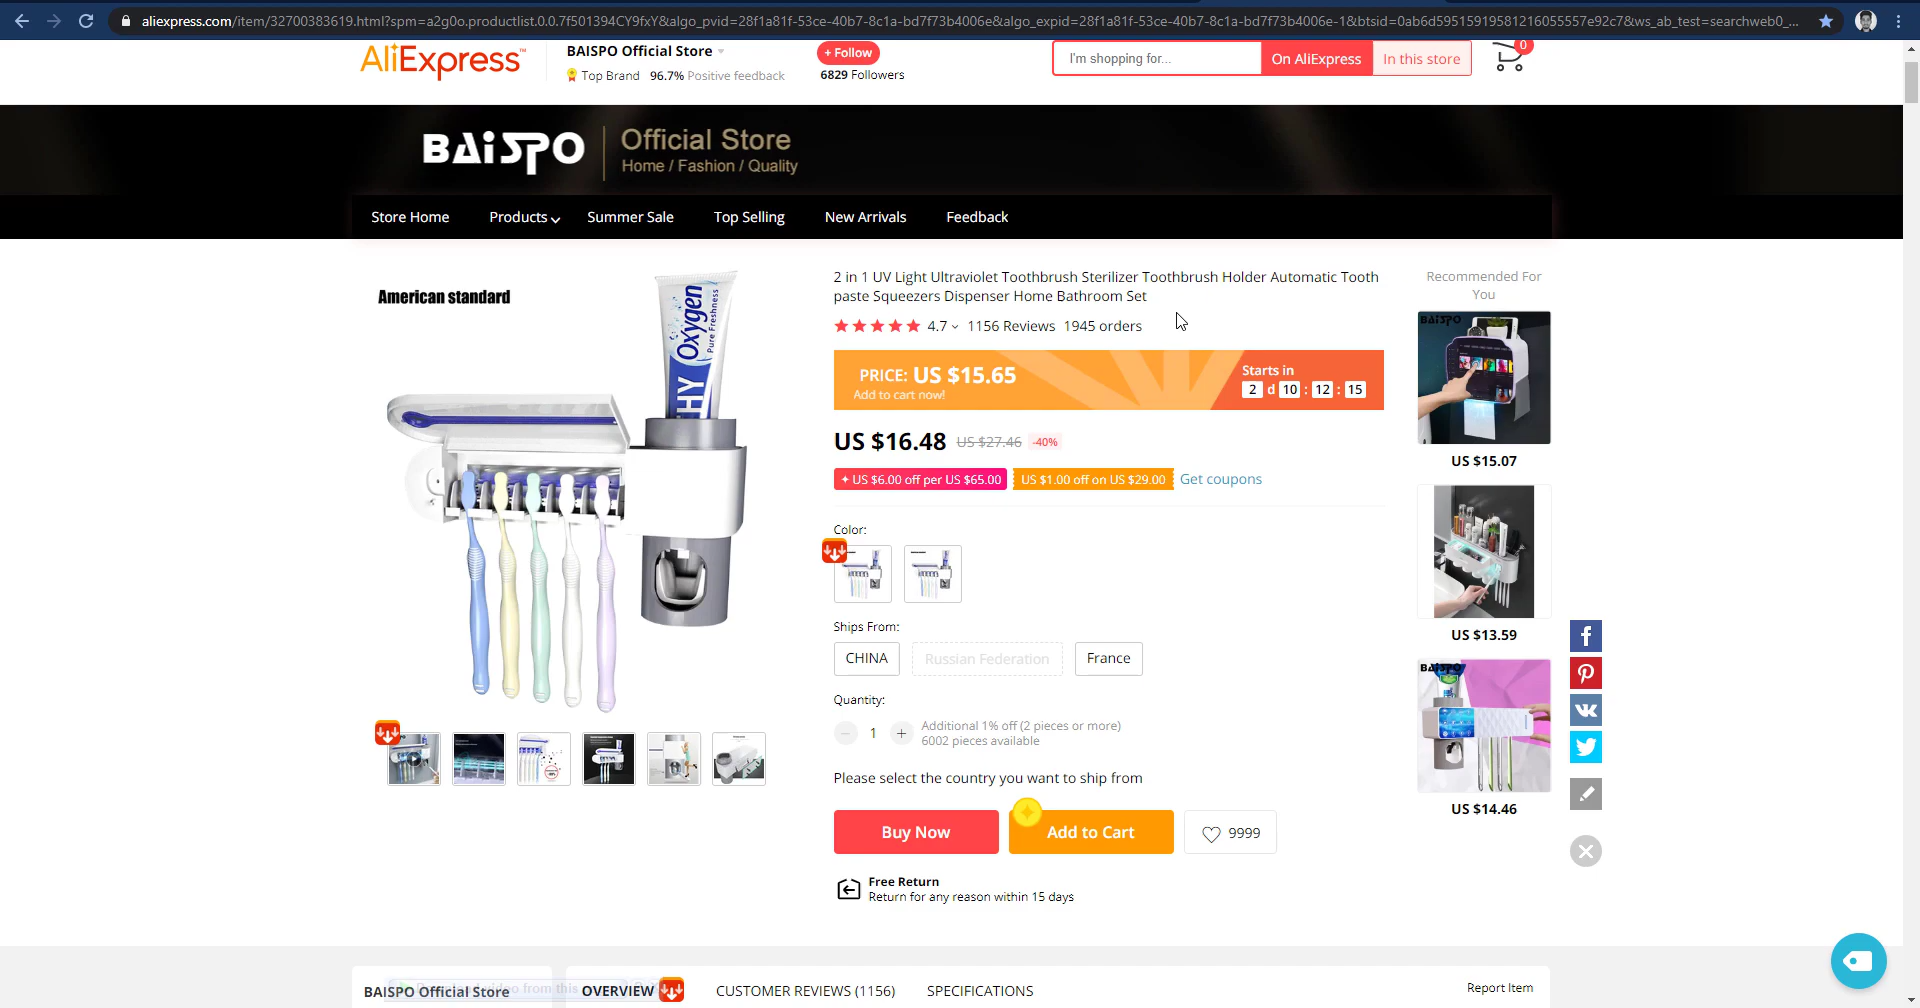 aliexpress.com/item/32700383619.html?spm=a2g0o.productlist.0.0.7f501394CY9fxY&algo_pvid=28f1a81f-53ce-40b7-8c1a-bd7f73b4006e&algo_expid=28f1a81f-53ce-40b7-8c1a-bd7f73b4006e-1&btsid=0ab6d59515919581216055557e92c7&ws_ab_test=searchweb0_...
AliExpress™
BAISPO Official Store
Top Brand 96.7% Positive feedback
+ Follow
6829 Followers
I'm shopping for...
On AliExpress
In this store
0
BAiSPO
Official Store
Home / Fashion / Quality
Store Home
Products
Summer Sale
Top Selling
New Arrivals
Feedback
American standard
Oxygen
Pure Freshness
HY
2 in 1 UV Light Ultraviolet Toothbrush Sterilizer Toothbrush Holder Automatic Tooth
paste Squeezers Dispenser Home Bathroom Set
4.7 1156 Reviews 1945 orders
PRICE: US $15.65
Add to cart now!
Starts in
2 d 10 : 12 : 15
US $16.48 US $27.46 -40%
US $6.00 off per US $65.00
US $1.00 off on US $29.00
Get coupons
Color:
Ships From:
CHINA
Russian Federation
France
Quantity:
1
Additional 1% off (2 pieces or more)
6002 pieces available
Please select the country you want to ship from
Buy Now
Add to Cart
9999
Free Return
Return for any reason within 15 days
Recommended For
You
BAiSPO
US $15.07
US $13.59
BAiSPO
US $14.46
BAISPO Official Store
OVERVIEW
CUSTOMER REVIEWS (1156)
SPECIFICATIONS
Report Item